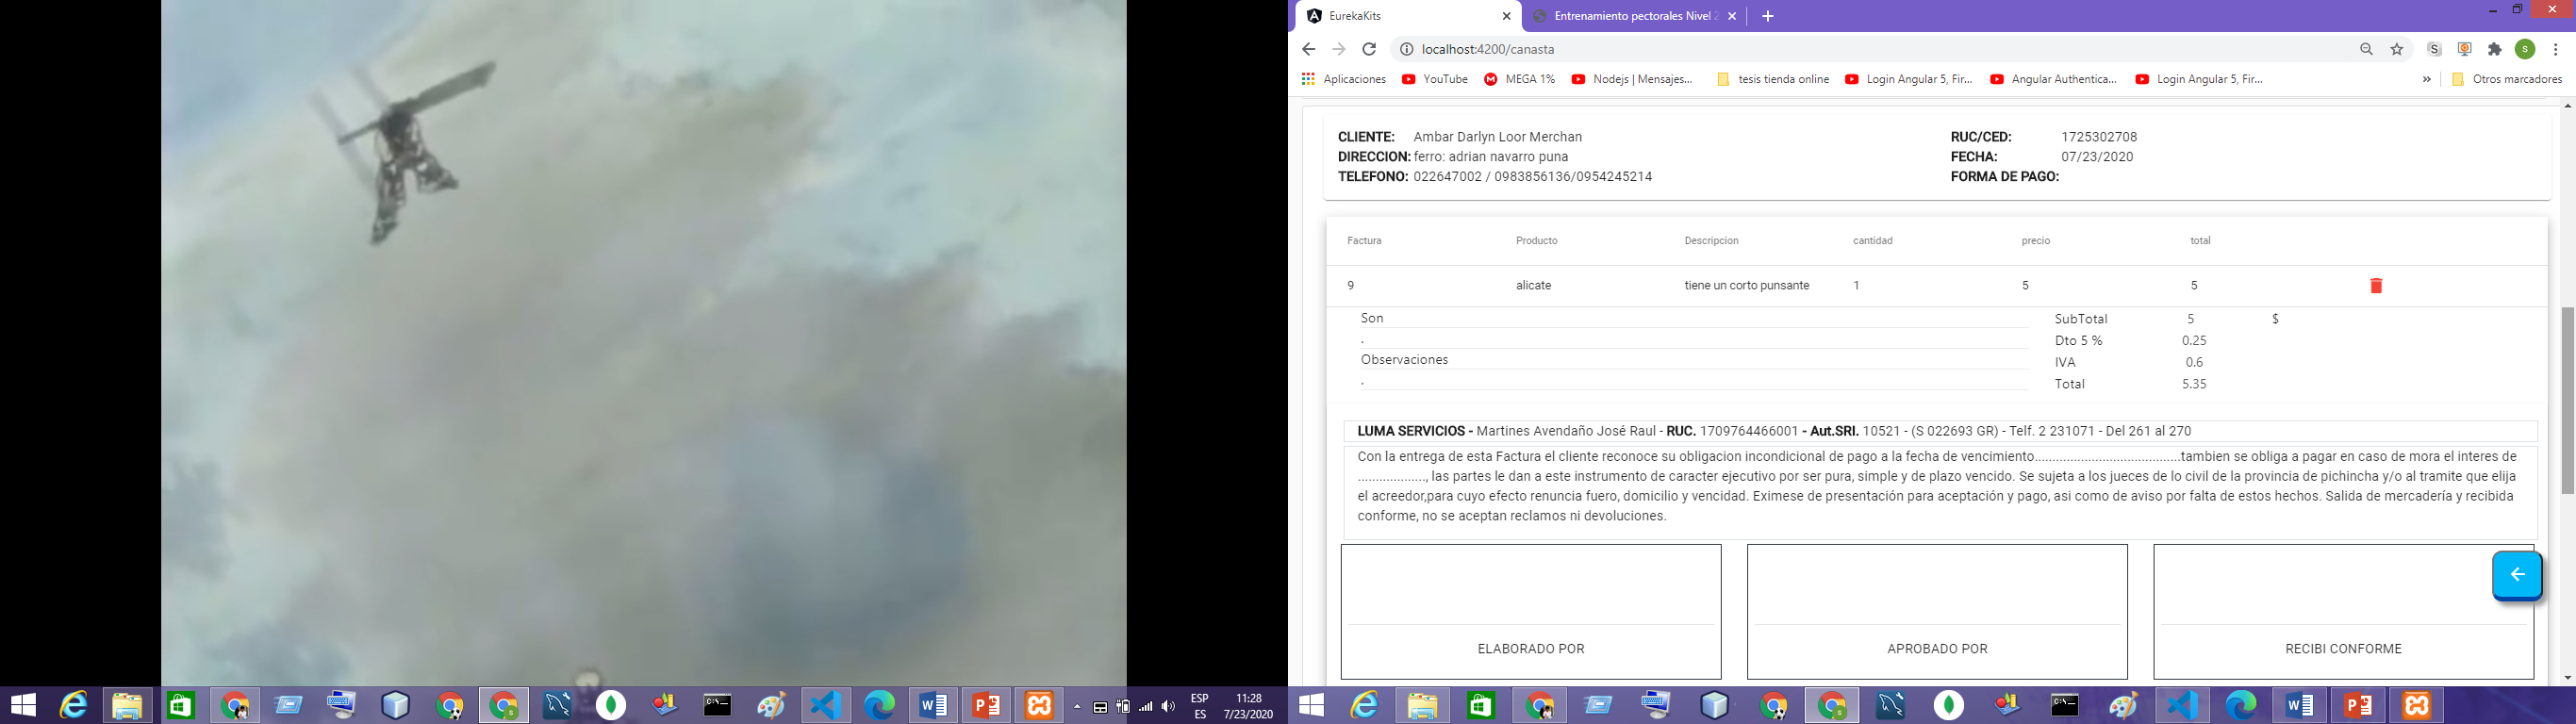 EurekaKits
Entrenamiento pectorales Nivel 2
localhost:4200/canasta
S
s
Aplicaciones
YouTube
MEGA 1%
Nodejs | Mensajes...
tesis tienda online
Login Angular 5, Fir...
Angular Authentica...
Login Angular 5, Fir...
»
Otros marcadores
CLIENTE: Ambar Darlyn Loor Merchan
DIRECCION: ferro: adrian navarro puna
TELEFONO: 022647002 / 0983856136/0954245214
RUC/CED: 1725302708
FECHA: 07/23/2020
FORMA DE PAGO:
Factura Producto Descripcion cantidad precio total
9 alicate tiene un corto punsante 1 5 5
Son
.
Observaciones
.
SubTotal 5 $
Dto 5 % 0.25
IVA 0.6
Total 5.35
LUMA SERVICIOS - Martines Avendaño José Raul - RUC. 1709764466001 - Aut.SRI. 10521 - (S 022693 GR) - Telf. 2 231071 - Del 261 al 270
Con la entrega de esta Factura el cliente reconoce su obligacion incondicional de pago a la fecha de vencimiento.........................................tambien se obliga a pagar en caso de mora el interes de
..................., las partes le dan a este instrumento de caracter ejecutivo por ser pura, simple y de plazo vencido. Se sujeta a los jueces de lo civil de la provincia de pichincha y/o al tramite que elija
el acreedor,para cuyo efecto renuncia fuero, domicilio y vencidad. Eximese de presentación para aceptación y pago, asi como de aviso por falta de estos hechos. Salida de mercadería y recibida
conforme, no se aceptan reclamos ni devoluciones.
ELABORADO POR
APROBADO POR
RECIBI CONFORME
ESP
ES
11:28
7/23/2020